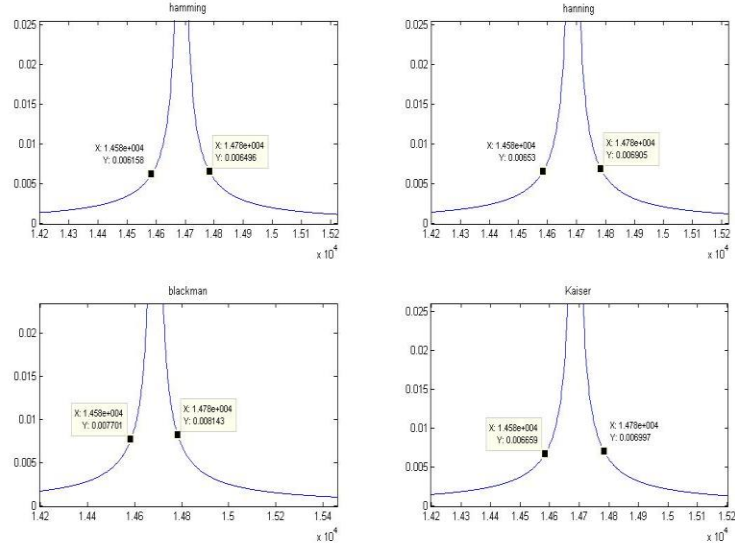 hamming
0.025
0.02
0.015
0.01
0.005
0
X: 1.458e+004
Y: 0.006158
X: 1.478e+004
Y: 0.006496
1.42 1.43 1.44 1.45 1.46 1.47 1.48 1.49 1.5 1.51 1.52
x 10^4
hanning
0.025
0.02
0.015
0.01
0.005
0
X: 1.458e+004
Y: 0.00653
X: 1.478e+004
Y: 0.006905
1.42 1.43 1.44 1.45 1.46 1.47 1.48 1.49 1.5 1.51 1.52
x 10^4
blackman
0.02
0.015
0.01
0.005
0
X: 1.458e+004
Y: 0.007701
X: 1.478e+004
Y: 0.008143
1.42 1.44 1.46 1.48 1.5 1.52 1.54
x 10^4
Kaiser
0.025
0.02
0.015
0.01
0.005
0
X: 1.458e+004
Y: 0.006659
X: 1.478e+004
Y: 0.006997
1.42 1.43 1.44 1.45 1.46 1.47 1.48 1.49 1.5 1.51 1.52
x 10^4